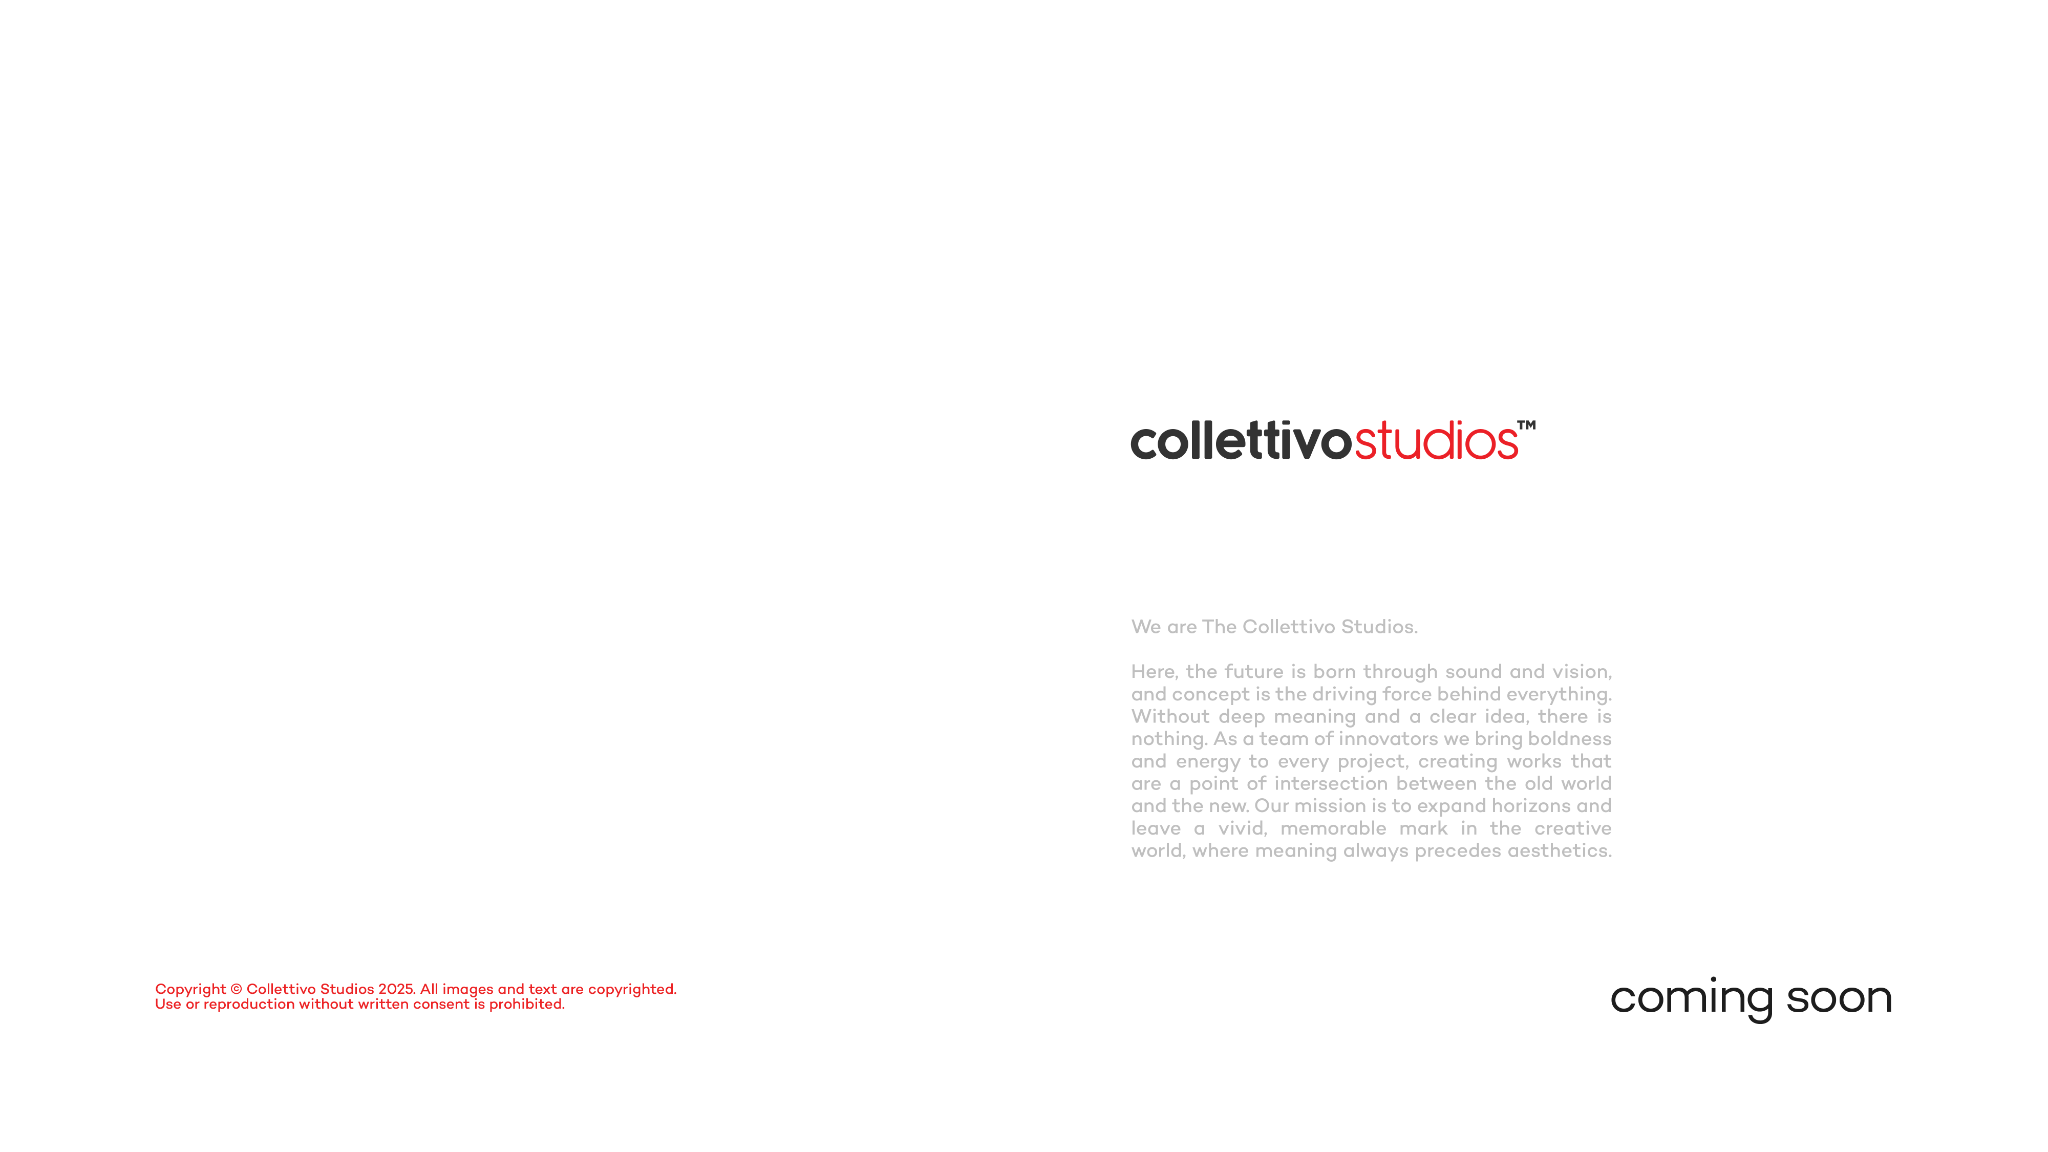 collettivostudios™
We are The Collettivo Studios.
Here, the future is born through sound and vision,
and concept is the driving force behind everything.
Without deep meaning and a clear idea, there is
nothing. As a team of innovators we bring boldness
and energy to every project, creating works that
are a point of intersection between the old world
and the new. Our mission is to expand horizons and
leave a vivid, memorable mark in the creative
world, where meaning always precedes aesthetics.
Copyright © Collettivo Studios 2025. All images and text are copyrighted.
Use or reproduction without written consent is prohibited.
coming soon